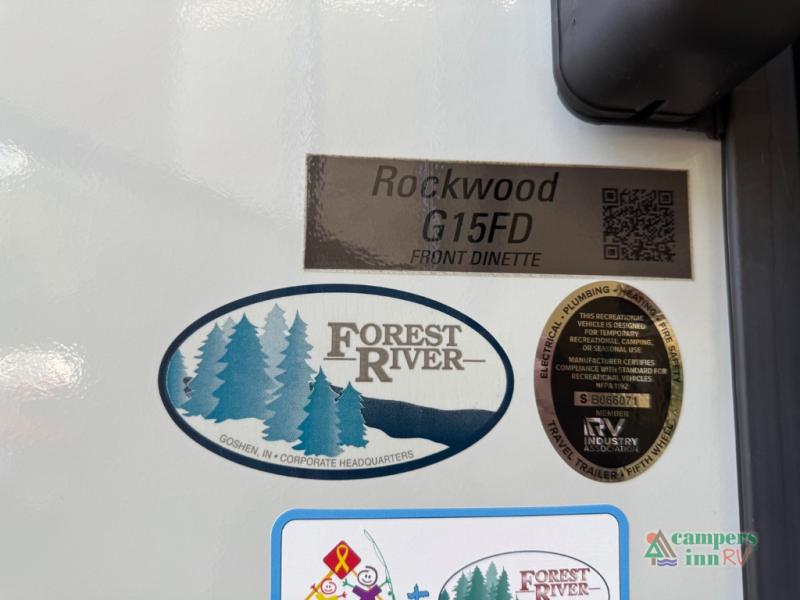 Rockwood
G15FD
FRONT DINETTE
FOREST
RIVER
GOSHEN, IN • CORPORATE HEADQUARTERS
ELECTRICAL • PLUMBING • HEATING • FIRE SAFETY
THIS RECREATIONAL
VEHICLE IS DESIGNED
FOR TEMPORARY
RECREATIONAL, CAMPING,
OR SEASONAL USE.
MANUFACTURER CERTIFIES
COMPLIANCE WITH STANDARD FOR
RECREATIONAL VEHICLES
NFPA 1192
S B066071
MEMBER
RV
INDUSTRY
ASSOCIATION
TRAVEL TRAILER • FIFTH WHEEL
FOREST
RIVER
campers
inn RV